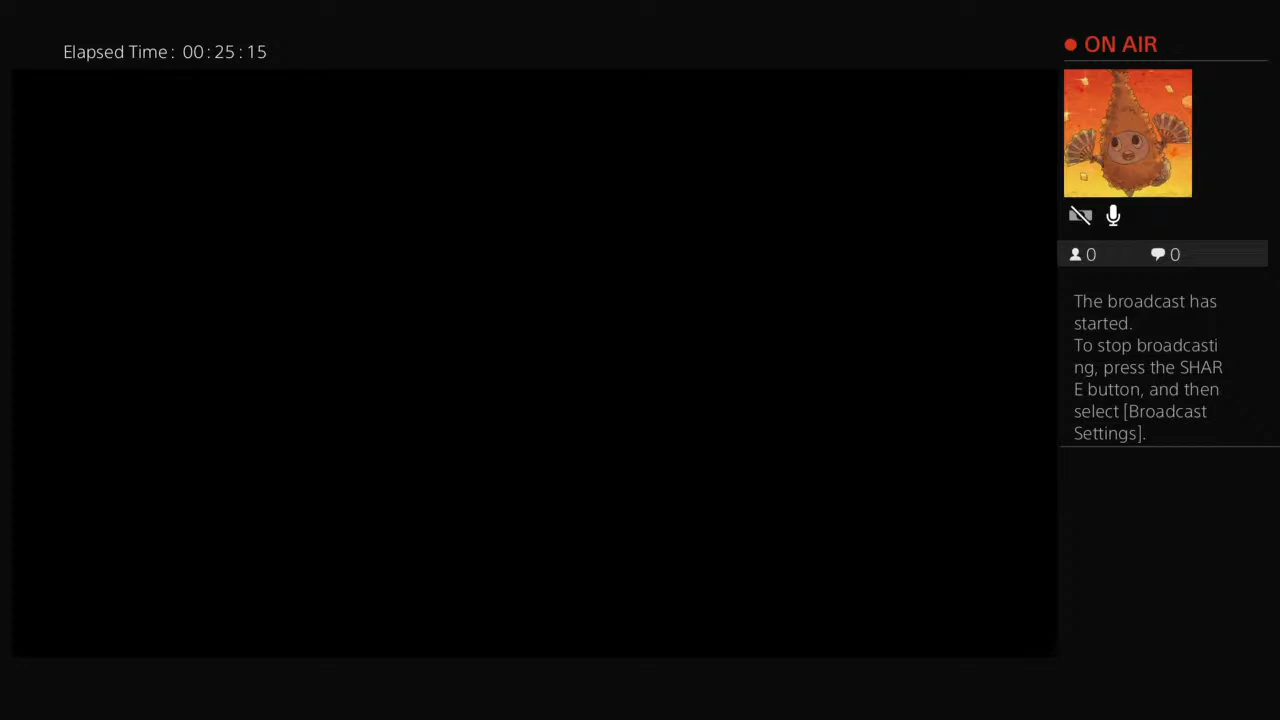 Elapsed Time: 00:25:15
ON AIR
0
0
The broadcast has
started.
To stop broadcasti
ng, press the SHAR
E button, and then
select [Broadcast
Settings].